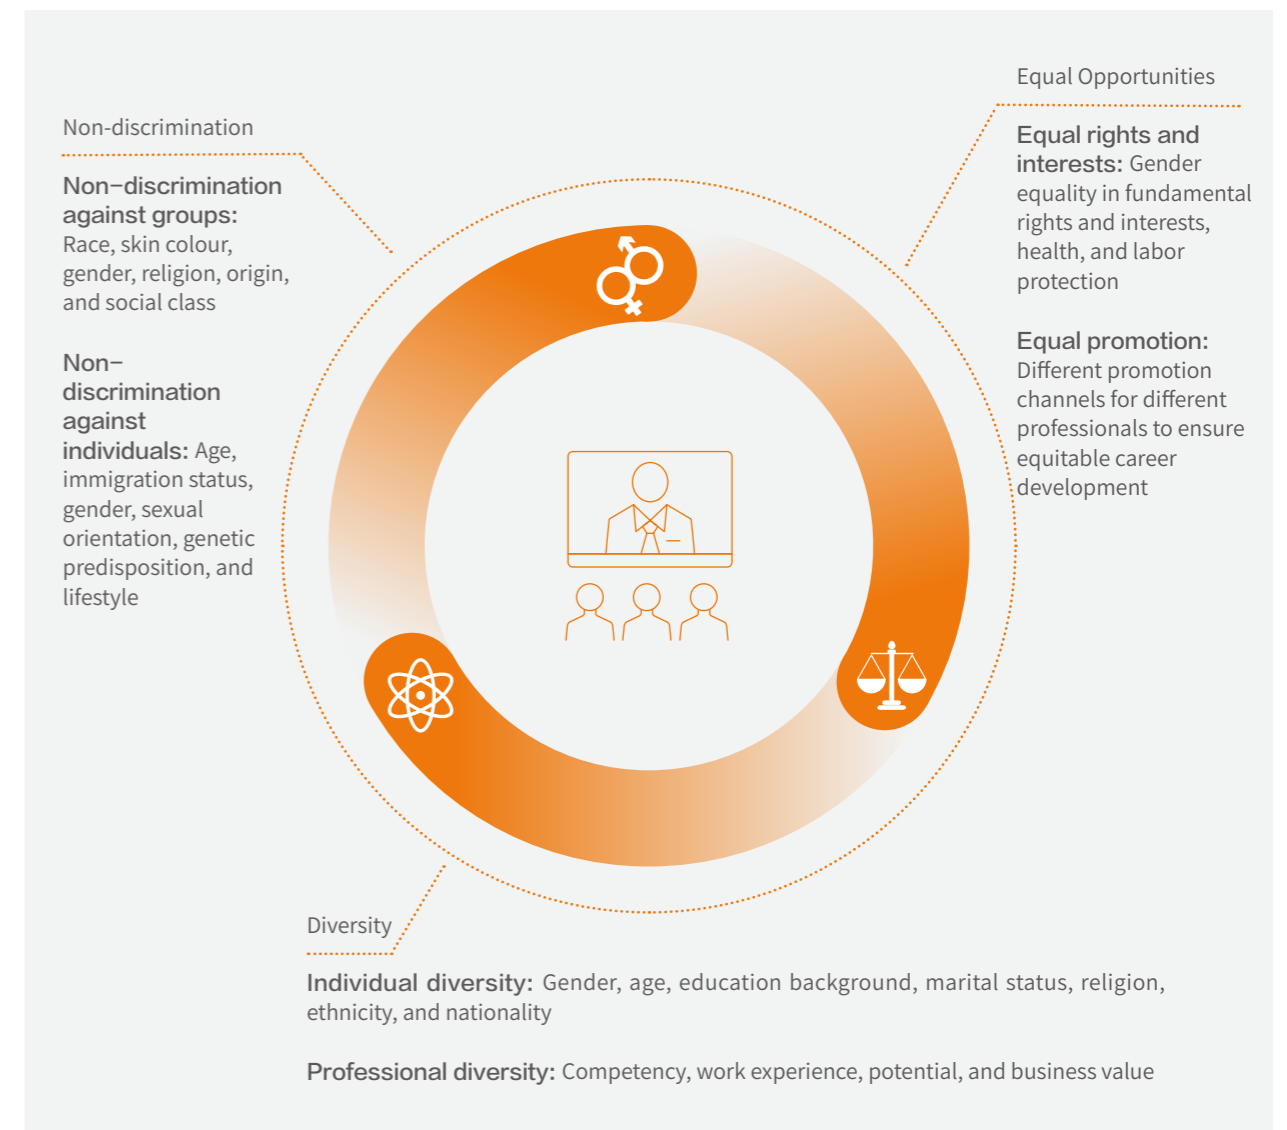 Non-discrimination
Non-discrimination
against groups:
Race, skin colour,
gender, religion, origin,
and social class
Non-
discrimination
against
individuals: Age,
immigration status,
gender, sexual
orientation, genetic
predisposition, and
lifestyle
Equal Opportunities
Equal rights and
interests: Gender
equality in fundamental
rights and interests,
health, and labor
protection
Equal promotion:
Different promotion
channels for different
professionals to ensure
equitable career
development
Diversity
Individual diversity: Gender, age, education background, marital status, religion,
ethnicity, and nationality
Professional diversity: Competency, work experience, potential, and business value